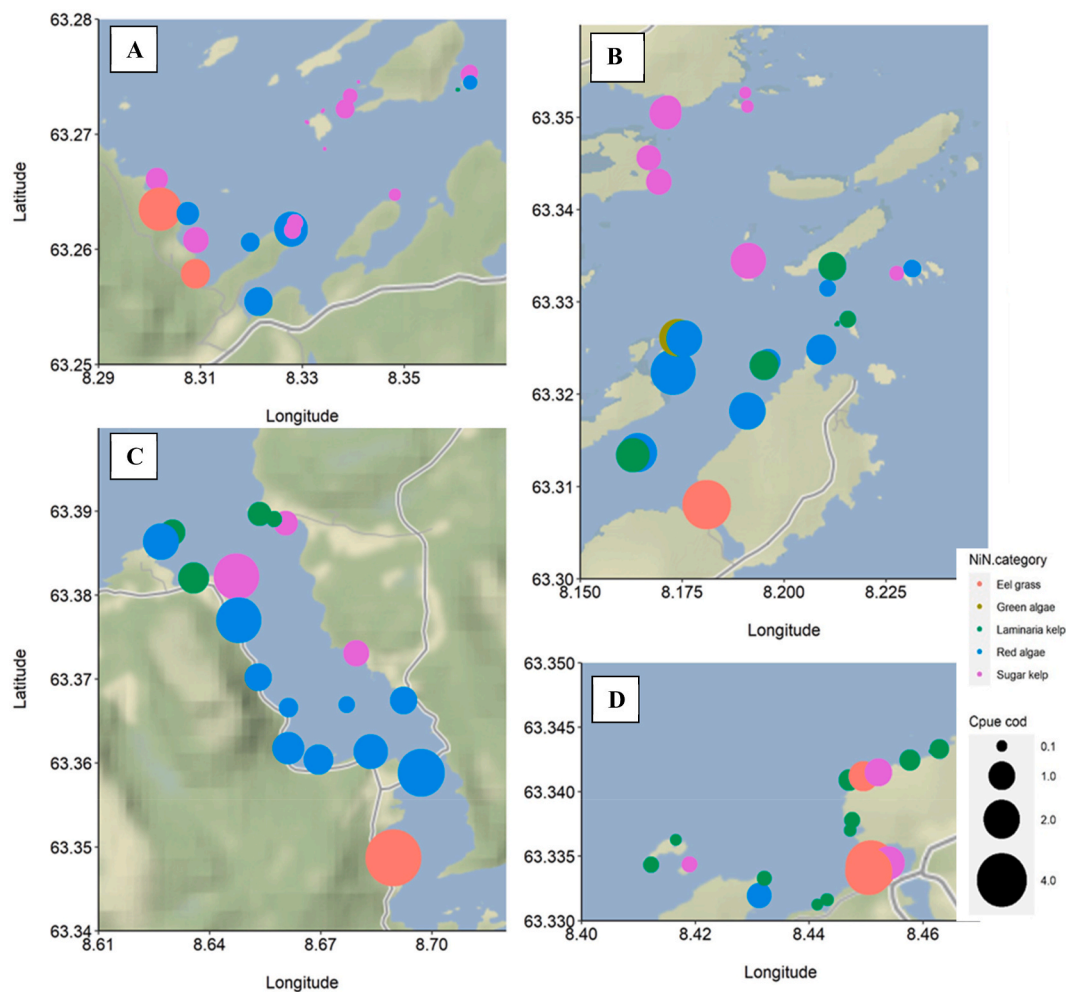 A
63.28
63.27
63.26
63.25
Latitude
8.29
8.31
8.33
8.35
Longitude
B
63.35
63.34
63.33
63.32
63.31
63.30
8.150
8.175
8.200
8.225
Longitude
C
63.39
63.38
63.37
63.36
63.35
63.34
Latitude
8.61
8.64
8.67
8.70
Longitude
D
63.350
63.345
63.340
63.335
63.330
8.40
8.42
8.44
8.46
Longitude
NiN.category
Eel grass
Green algae
Laminaria kelp
Red algae
Sugar kelp
Cpue cod
0.1
1.0
2.0
4.0